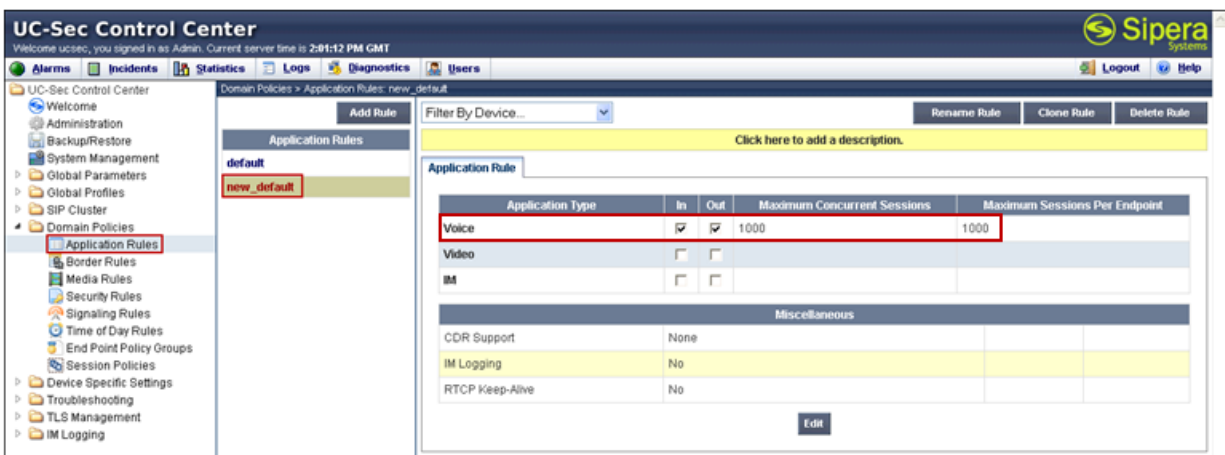 UC-Sec Control Center
Welcome ucsec, you signed in as Admin. Current server time is 2:01:12 PM GMT
Sipera
Systems
Alarms Incidents Statistics Logs Diagnostics Users Logout Help
UC-Sec Control Center
Welcome
Administration
Backup/Restore
System Management
Global Parameters
Global Profiles
SIP Cluster
Domain Policies
Application Rules
Border Rules
Media Rules
Security Rules
Signaling Rules
Time of Day Rules
End Point Policy Groups
Session Policies
Device Specific Settings
Troubleshooting
TLS Management
IM Logging
Domain Policies > Application Rules: new_default
Add Rule
Application Rules
default
new_default
Filter By Device...
Rename Rule Clone Rule Delete Rule
Click here to add a description.
Application Rule
Application Type In Out Maximum Concurrent Sessions Maximum Sessions Per Endpoint
Voice 1000 1000
Video
IM
Miscellaneous
CDR Support None
IM Logging No
RTCP Keep-Alive No
Edit